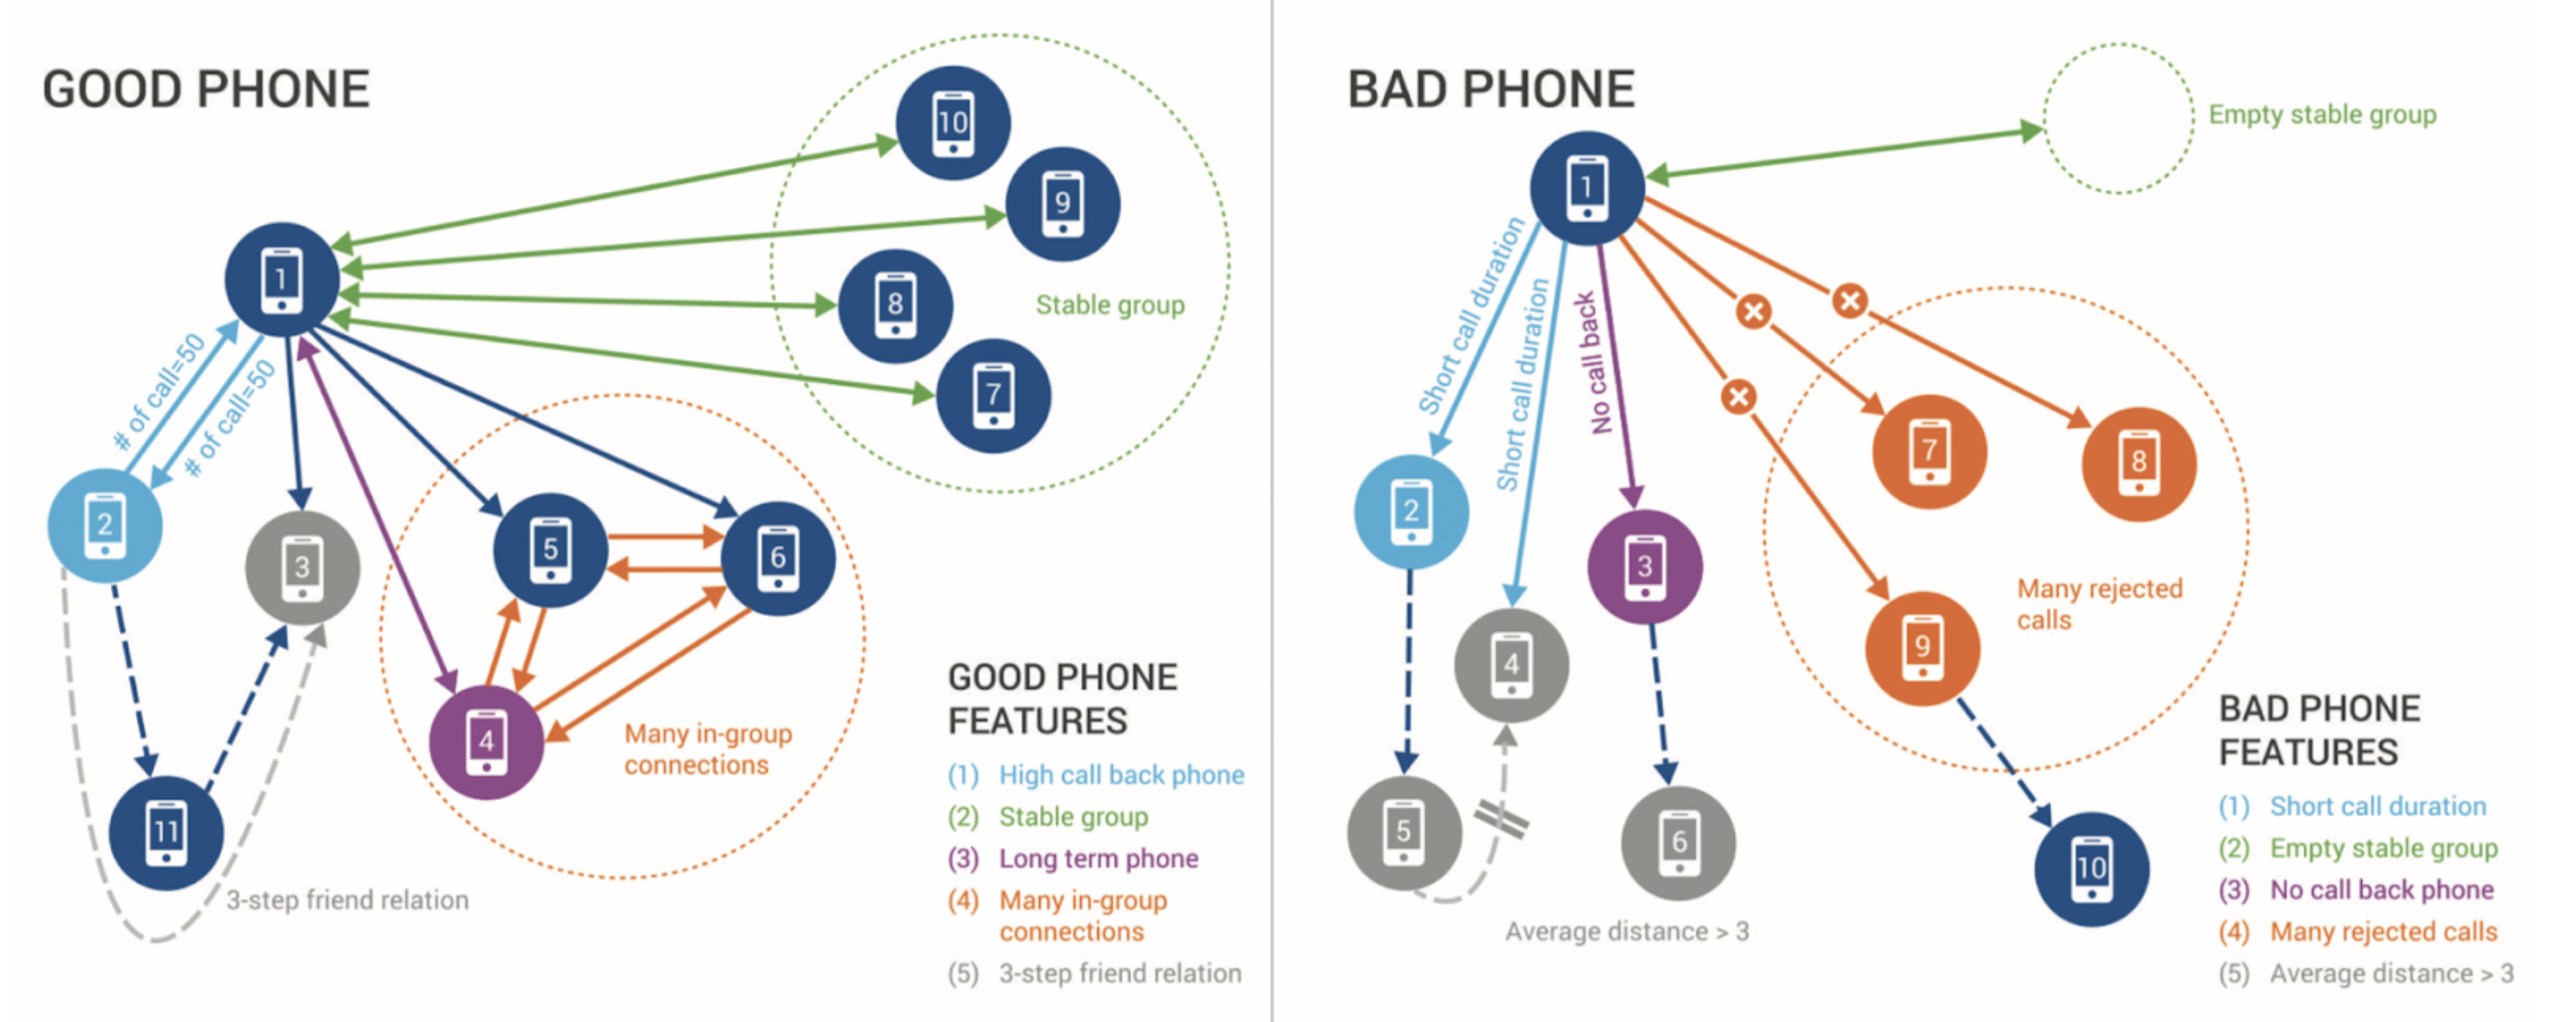 GOOD PHONE
10
9
1
8
Stable group
7
# of call=50
# of call=50
2
3
5
6
4
Many in-group
connections
11
3-step friend relation
GOOD PHONE
FEATURES
(1) High call back phone
(2) Stable group
(3) Long term phone
(4) Many in-group
connections
(5) 3-step friend relation
BAD PHONE
Empty stable group
1
Short call duration
Short call duration
No call back
2
3
4
7
8
9
Many rejected
calls
5
6
10
Average distance > 3
BAD PHONE
FEATURES
(1) Short call duration
(2) Empty stable group
(3) No call back phone
(4) Many rejected calls
(5) Average distance > 3